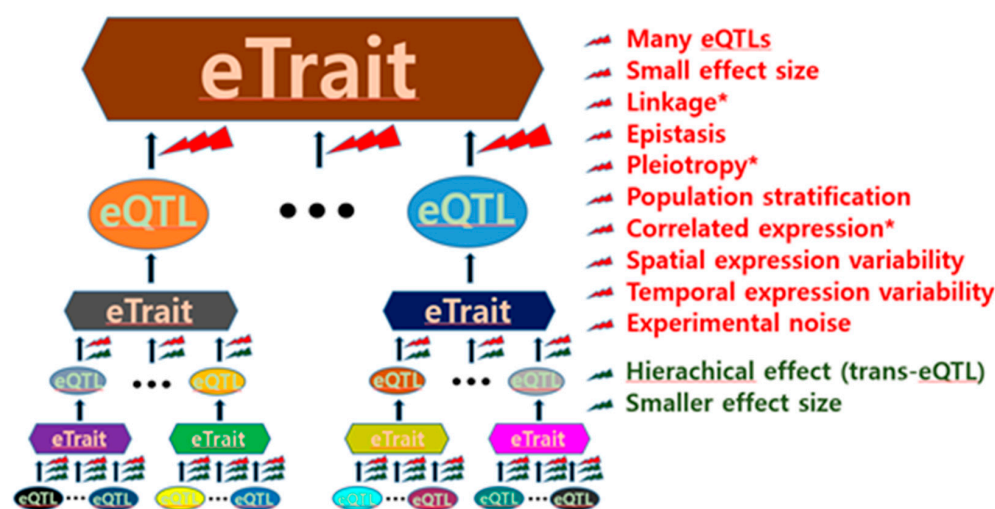 eTrait
eQTL ••• eQTL
eTrait eTrait
eQTL ••• eQTL eQTL ••• eQTL
eTrait eTrait eTrait eTrait
eQTL ••• eQTL eQTL ••• eQTL eQTL ••• eQTL eQTL ••• eQTL
Many eQTLs
Small effect size
Linkage*
Epistasis
Pleiotropy*
Population stratification
Correlated expression*
Spatial expression variability
Temporal expression variability
Experimental noise
Hierachical effect (trans-eQTL)
Smaller effect size